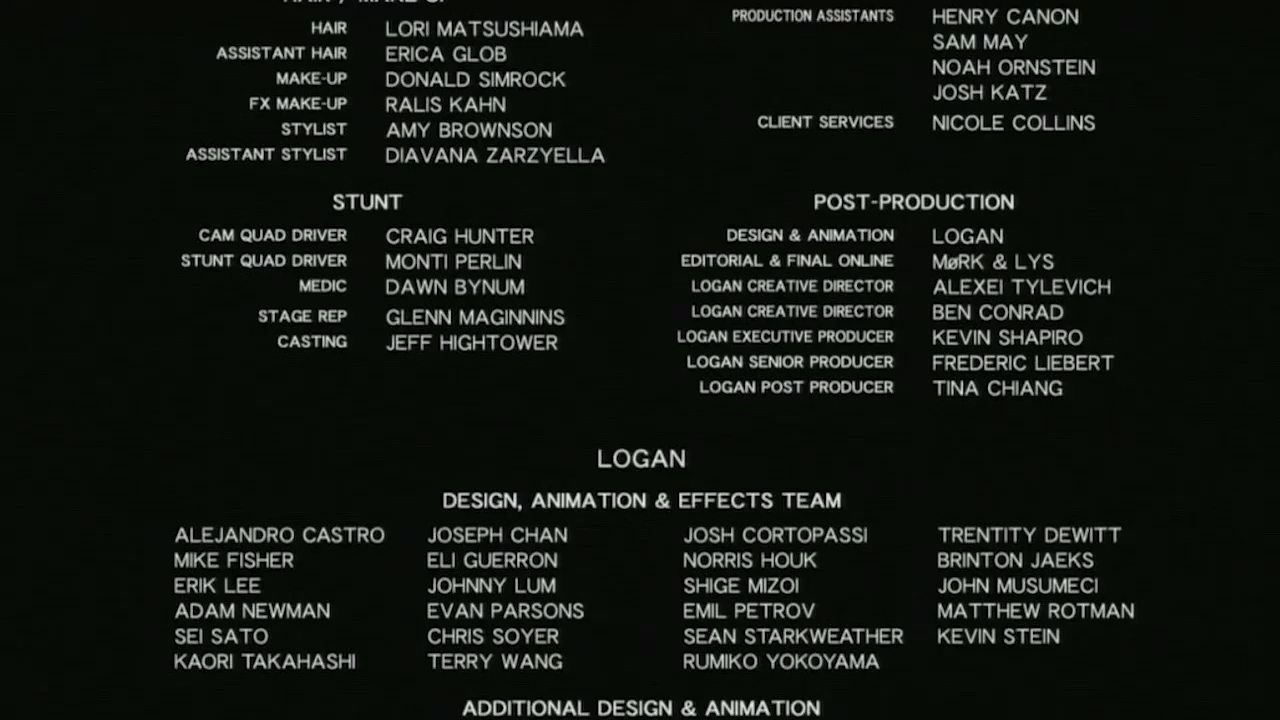 HAIR / MAKE-UP
HAIR LORI MATSUSHIAMA
ASSISTANT HAIR ERICA GLOB
MAKE-UP DONALD SIMROCK
FX MAKE-UP RALIS KAHN
STYLIST AMY BROWNSON
ASSISTANT STYLIST DIAVANA ZARZYELLA
STUNT
CAM QUAD DRIVER CRAIG HUNTER
STUNT QUAD DRIVER MONTI PERLIN
MEDIC DAWN BYNUM
STAGE REP GLENN MAGINNINS
CASTING JEFF HIGHTOWER
PRODUCTION ASSISTANTS HENRY CANON
SAM MAY
NOAH ORNSTEIN
JOSH KATZ
CLIENT SERVICES NICOLE COLLINS
POST-PRODUCTION
DESIGN & ANIMATION LOGAN
EDITORIAL & FINAL ONLINE MøRK & LYS
LOGAN CREATIVE DIRECTOR ALEXEI TYLEVICH
LOGAN CREATIVE DIRECTOR BEN CONRAD
LOGAN EXECUTIVE PRODUCER KEVIN SHAPIRO
LOGAN SENIOR PRODUCER FREDERIC LIEBERT
LOGAN POST PRODUCER TINA CHIANG
LOGAN
DESIGN, ANIMATION & EFFECTS TEAM
ALEJANDRO CASTRO JOSEPH CHAN JOSH CORTOPASSI TRENTITY DEWITT
MIKE FISHER ELI GUERRON NORRIS HOUK BRINTON JAEKS
ERIK LEE JOHNNY LUM SHIGE MIZOI JOHN MUSUMECI
ADAM NEWMAN EVAN PARSONS EMIL PETROV MATTHEW ROTMAN
SEI SATO CHRIS SOYER SEAN STARKWEATHER KEVIN STEIN
KAORI TAKAHASHI TERRY WANG RUMIKO YOKOYAMA
ADDITIONAL DESIGN & ANIMATION